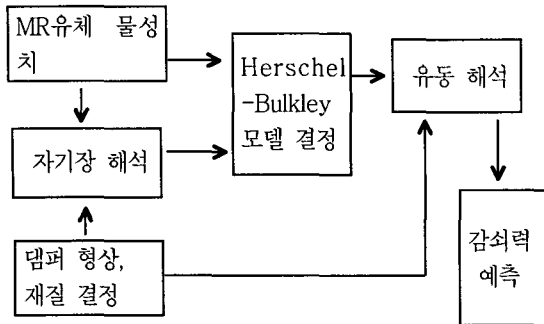 MR유체 물성
치
Herschel
-Bulkley
모델 결정
유동 해석
자기장 해석
댐퍼 형상,
재질 결정
감쇠력
예측